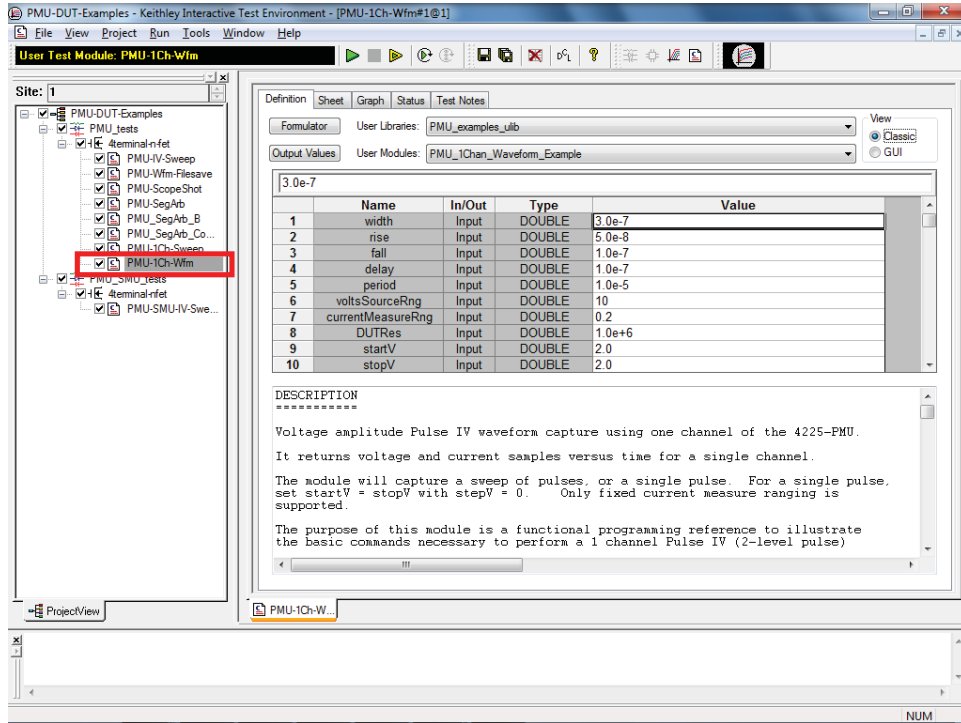 PMU-DUT-Examples - Keithley Interactive Test Environment - [PMU-1Ch-Wfm#1@1]
File View Project Run Tools Window Help
User Test Module: PMU-1Ch-Wfm
Site: 1
PMU-DUT-Examples
PMU_tests
4terminal-n-fet
PMU-IV-Sweep
PMU-Wfm-Filesave
PMU-ScopeShot
PMU-SegArb
PMU_SegArb_B
PMU_SegArb_Co...
PMU-1Ch-Sweep
PMU-1Ch-Wfm
PMU_SMU_tests
4terminal-nfet
PMU-SMU-IV-Swe...
ProjectView
Definition Sheet Graph Status Test Notes
Formulator User Libraries: PMU_examples_ulib
Output Values User Modules: PMU_1Chan_Waveform_Example
View
Classic
GUI
3.0e-7
Name In/Out Type Value
1 width Input DOUBLE 3.0e-7
2 rise Input DOUBLE 5.0e-8
3 fall Input DOUBLE 1.0e-7
4 delay Input DOUBLE 1.0e-7
5 period Input DOUBLE 1.0e-5
6 voltsSourceRng Input DOUBLE 10
7 currentMeasureRng Input DOUBLE 0.2
8 DUTRes Input DOUBLE 1.0e+6
9 startV Input DOUBLE 2.0
10 stopV Input DOUBLE 2.0
DESCRIPTION
===========
Voltage amplitude Pulse IV waveform capture using one channel of the 4225-PMU.
It returns voltage and current samples versus time for a single channel.
The module will capture a sweep of pulses, or a single pulse. For a single pulse,
set startV = stopV with stepV = 0. Only fixed current measure ranging is
supported.
The purpose of this module is a functional programming reference to illustrate
the basic commands necessary to perform a 1 channel Pulse IV (2-level pulse)
PMU-1Ch-W...
NUM